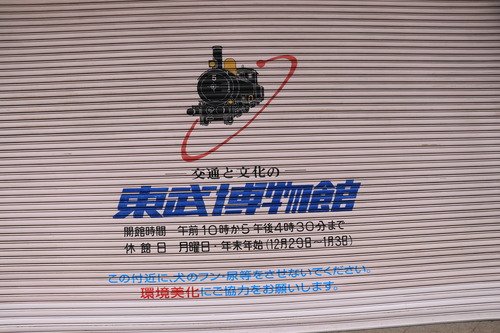 交通と文化の
東武博物館
開館時間 午前10時から午後4時30分まで
休館日 月曜日・年末年始(12月29日～1月3日)
この付近に、犬のフン・尿等をさせないでください。
環境美化にご協力をお願いします。